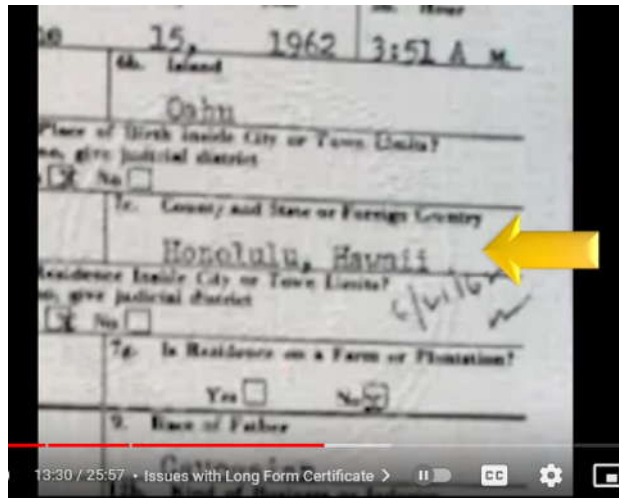 15, 1962 3:51 A M.
6b. Island
Oahu
Place of Birth Inside City or Town Limits?
give judicial district
No
7c. County and State or Foreign Country
Honolulu, Hawaii
Residence Inside City or Town Limits?
give judicial district
No
7g. Is Residence on a Farm or Plantation?
Yes No
9. Race of Father
13:30 / 25:57 • Issues with Long Form Certificate > CC